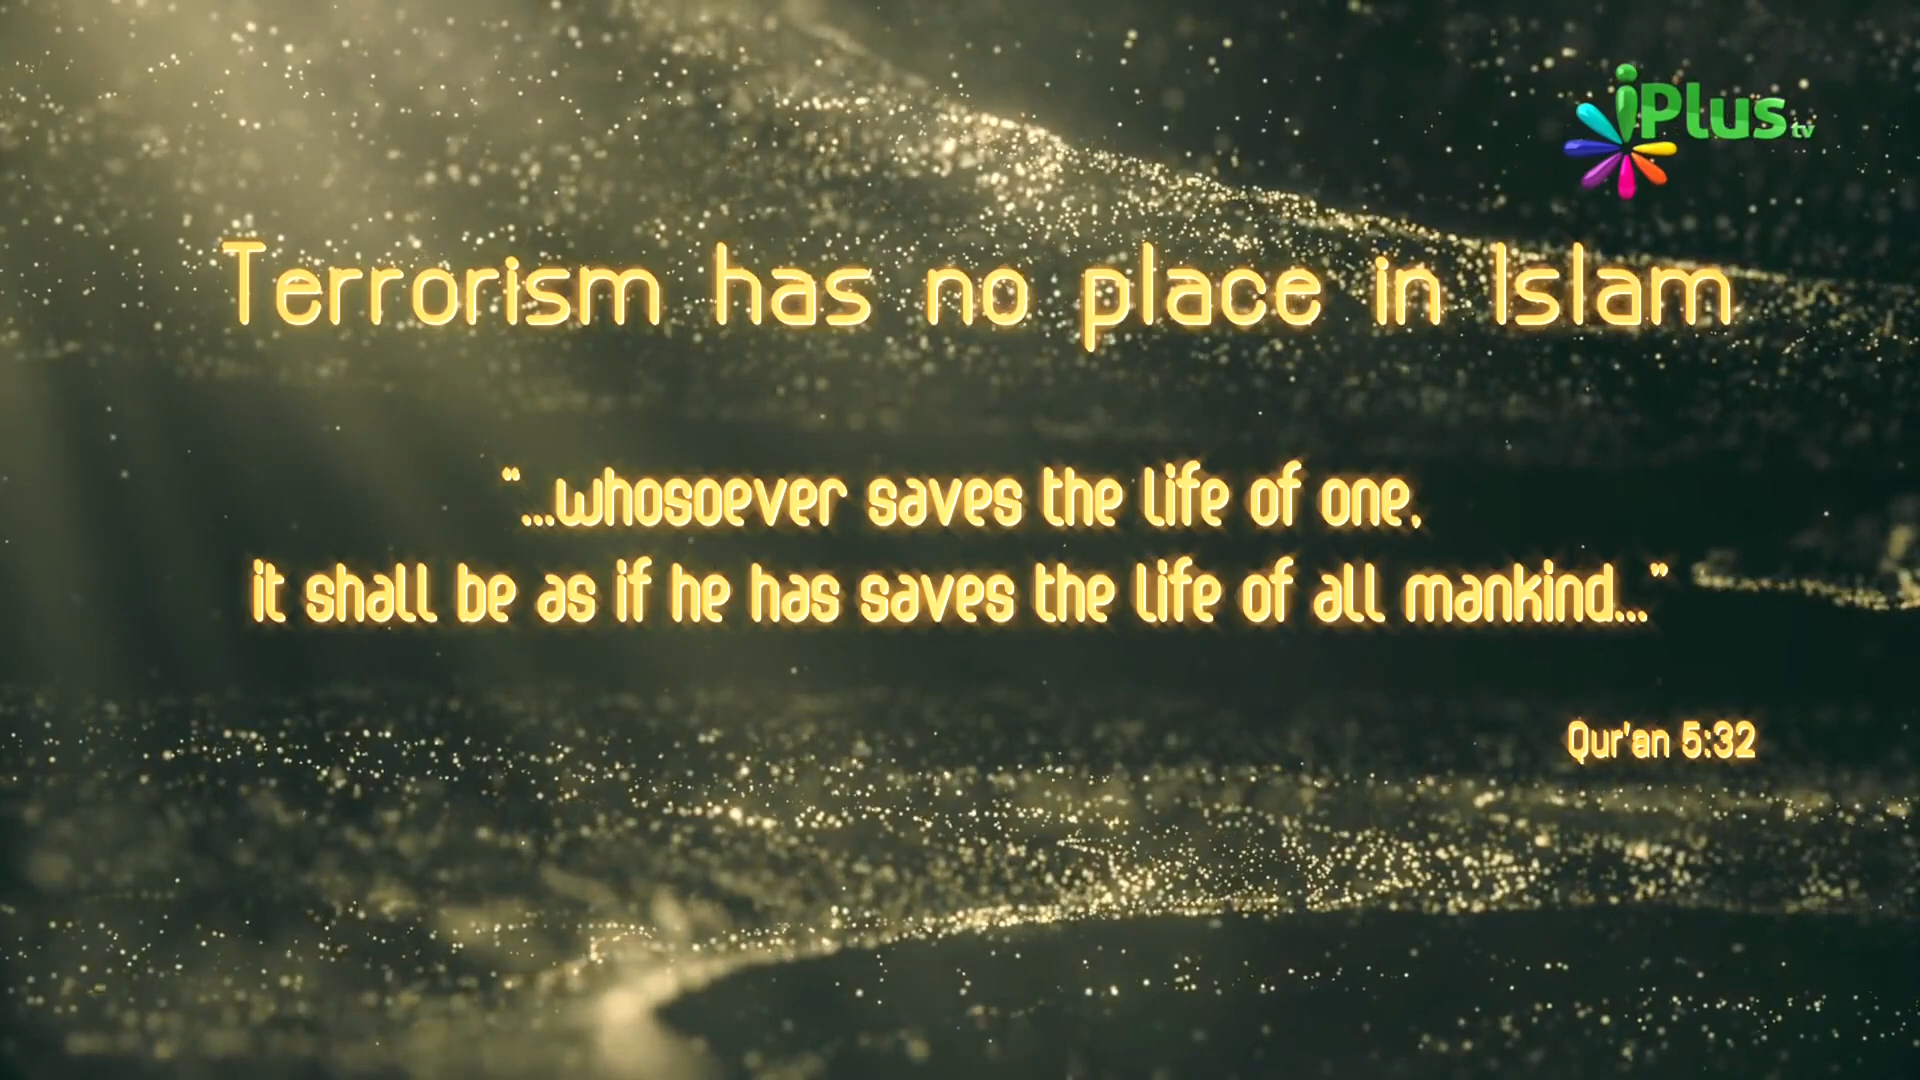 iPlus tv
Terrorism has no place in Islam
“...whosoever saves the life of one,
it shall be as if he has saves the life of all mankind...”
Qur'an 5:32